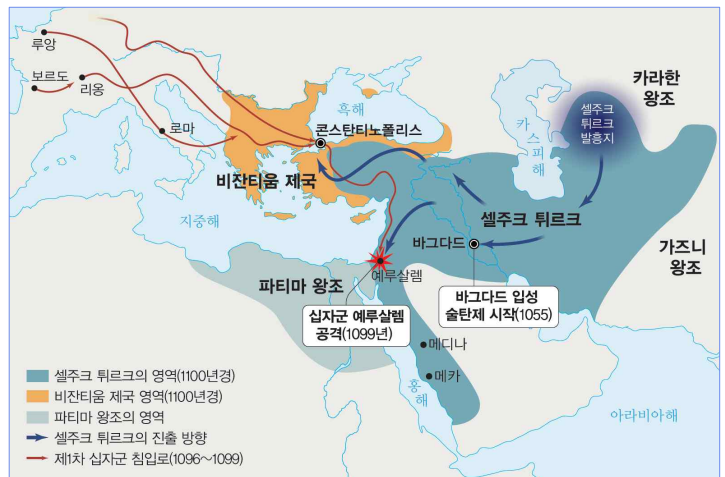 루앙
보르도
리옹
로마
흑해
콘스탄티노폴리스
비잔티움 제국
지중해
카
스
피
해
셀주크
튀르크
발흥지
카라한
왕조
셀주크 튀르크
바그다드
가즈니
왕조
예루살렘
파티마 왕조
십자군 예루살렘
공격(1099년)
바그다드 입성
술탄제 시작(1055)
메디나
메카
홍
해
아라비아해
셀주크 튀르크의 영역(1100년경)
비잔티움 제국 영역(1100년경)
파티마 왕조의 영역
셀주크 튀르크의 진출 방향
제1차 십자군 침입로(1096~1099)